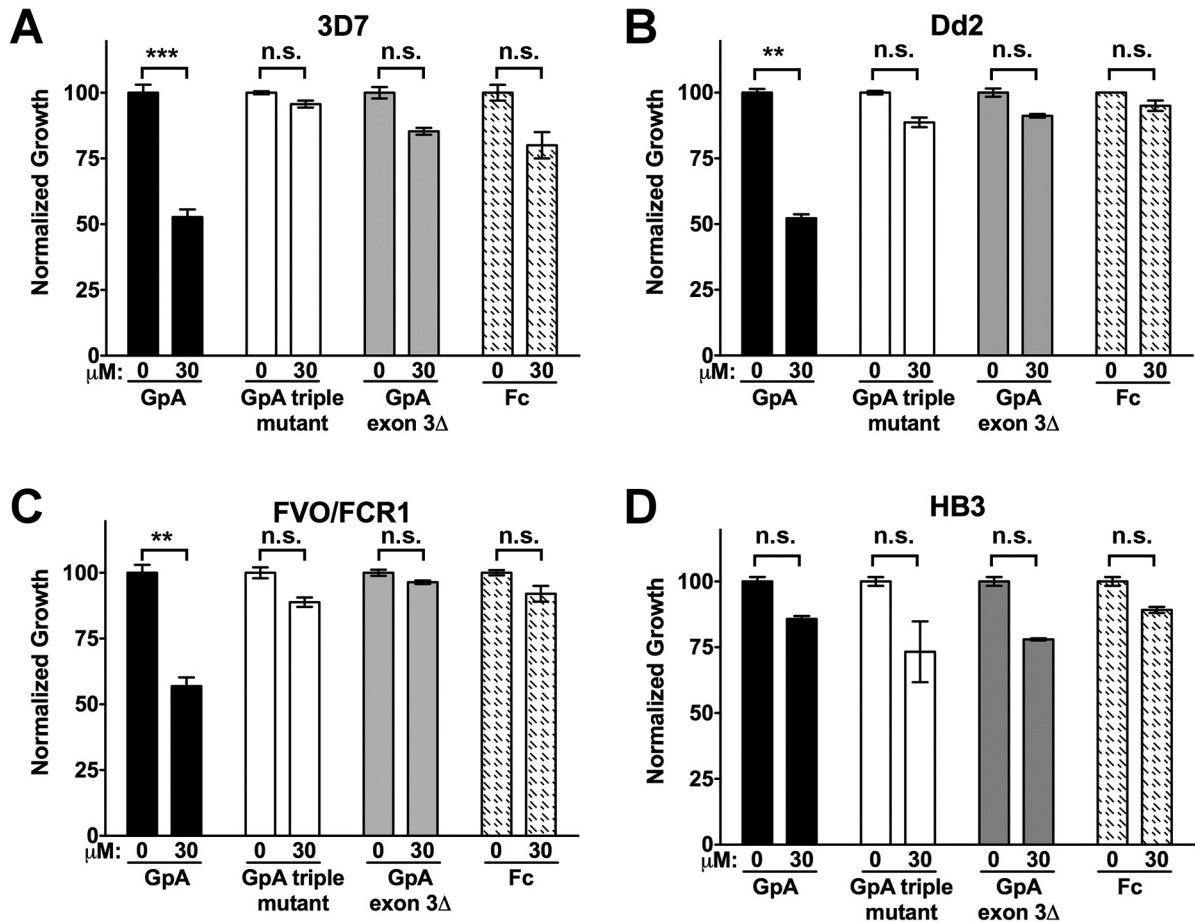 A
3D7
***
n.s.
n.s.
n.s.
Normalized Growth
100
75
50
25
0
μM: 0 30 0 30 0 30 0 30
GpA
GpA triple
mutant
GpA
exon 3Δ
Fc
B
Dd2
**
n.s.
n.s.
n.s.
Normalized Growth
100
75
50
25
0
μM: 0 30 0 30 0 30 0 30
GpA
GpA triple
mutant
GpA
exon 3Δ
Fc
C
FVO/FCR1
**
n.s.
n.s.
n.s.
Normalized Growth
100
75
50
25
0
μM: 0 30 0 30 0 30 0 30
GpA
GpA triple
mutant
GpA
exon 3Δ
Fc
D
HB3
n.s.
n.s.
n.s.
n.s.
Normalized Growth
100
75
50
25
0
μM: 0 30 0 30 0 30 0 30
GpA
GpA triple
mutant
GpA
exon 3Δ
Fc